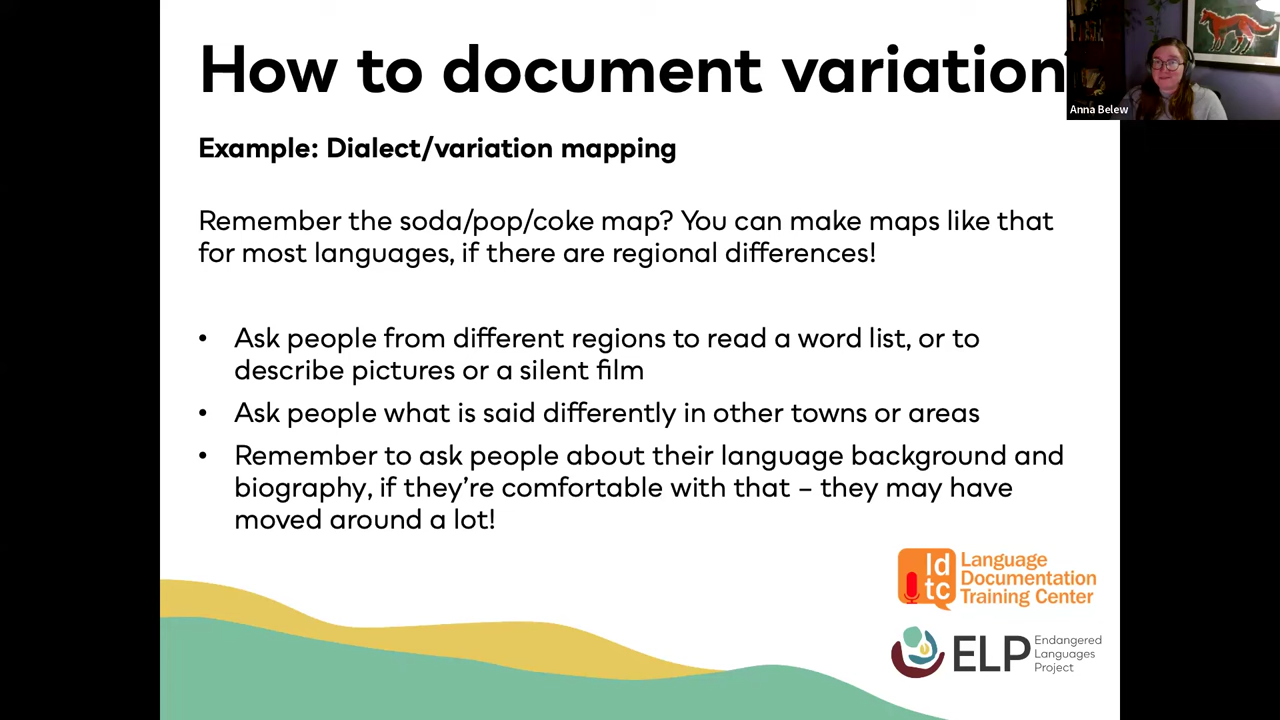 How to document variation
Anna Belew
Example: Dialect/variation mapping
Remember the soda/pop/coke map? You can make maps like that
for most languages, if there are regional differences!
• Ask people from different regions to read a word list, or to
describe pictures or a silent film
• Ask people what is said differently in other towns or areas
• Remember to ask people about their language background and
biography, if they’re comfortable with that – they may have
moved around a lot!
ld
tc
Language
Documentation
Training Center
ELP
Endangered
Languages
Project